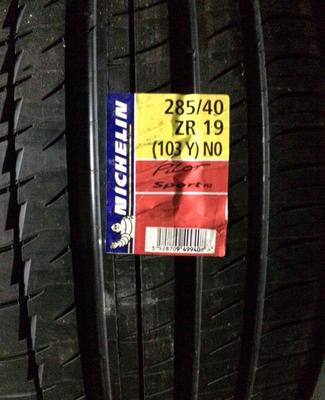 MICHELIN
285/40
ZR 19
(103 Y) N0
Pilot
Sport